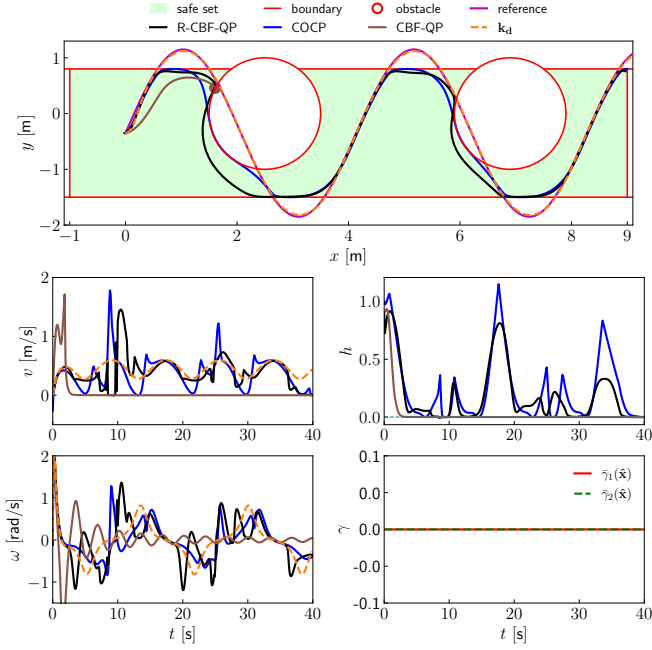 safe set boundary obstacle reference
R-CBF-QP COCP CBF-QP k_d
y [m]
1
0
−1
−2
−1 0 2 4 6 8 9
x [m]
v [m/s]
2
1
0
0 10 20 30 40
h
1.0
0.5
0.0
0 10 20 30 40
ω [rad/s]
1
0
−1
0 10 20 30 40
t [s]
γ
0.1
0.1
0.0
-0.0
-0.1
0 10 20 30 40
t [s]
γ̄₁(x̂)
γ̄₂(x̂)